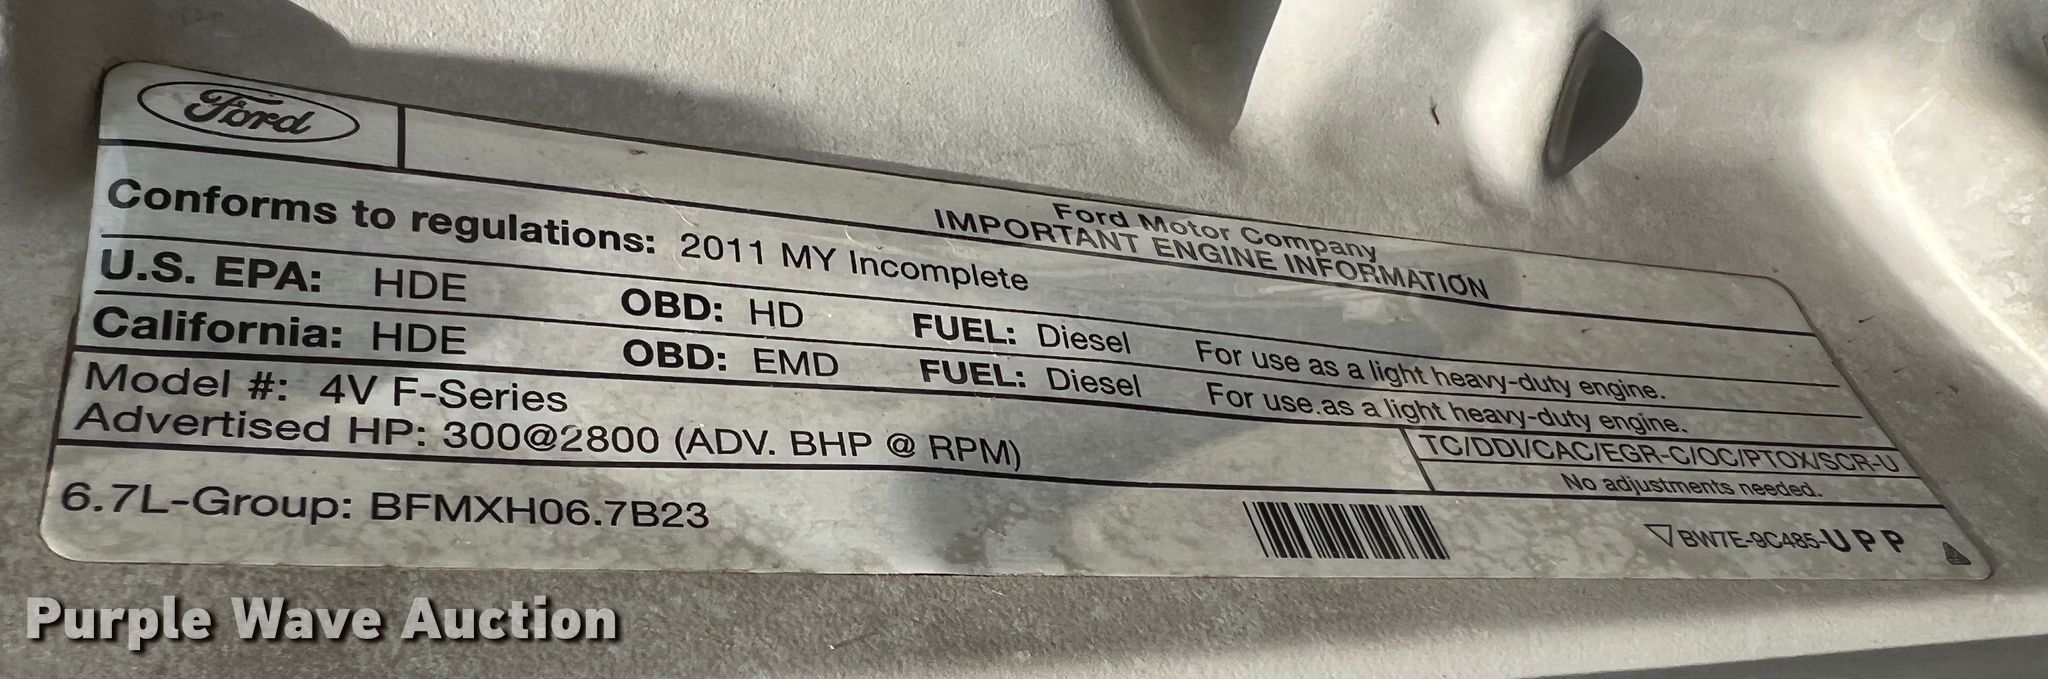 Ford
Ford Motor Company
IMPORTANT ENGINE INFORMATION
Conforms to regulations: 2011 MY Incomplete
U.S. EPA: HDE OBD: HD FUEL: Diesel For use as a light heavy-duty engine.
California: HDE OBD: EMD FUEL: Diesel For use as a light heavy-duty engine.
Model #: 4V F-Series
TC/DDI/CAC/EGR-C/OC/PTOX/SCR-U
Advertised HP: 300@2800 (ADV. BHP @ RPM)
No adjustments needed.
6.7L-Group: BFMXH06.7B23
BW7E-9C485-UPP
Purple Wave Auction